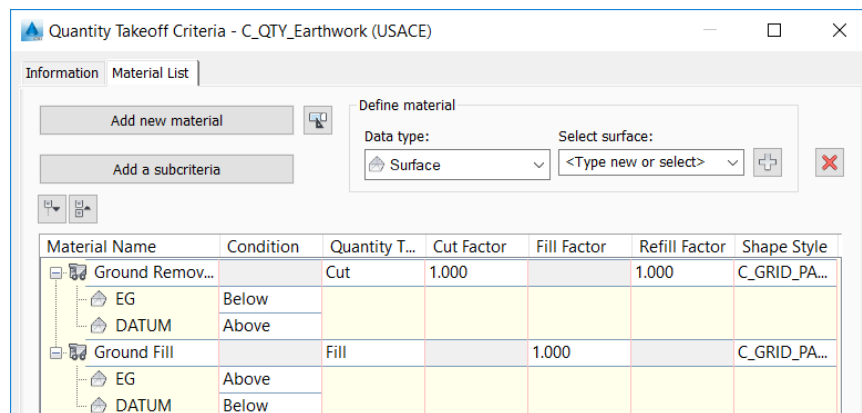 Quantity Takeoff Criteria - C_QTY_Earthwork (USACE)
Information Material List
Define material
Add new material
Data type: Select surface:
Surface <Type new or select>
Add a subcriteria
Material Name Condition Quantity T... Cut Factor Fill Factor Refill Factor Shape Style
Ground Remov... Cut 1.000 1.000 C_GRID_PA...
EG Below
DATUM Above
Ground Fill Fill 1.000 C_GRID_PA...
EG Above
DATUM Below